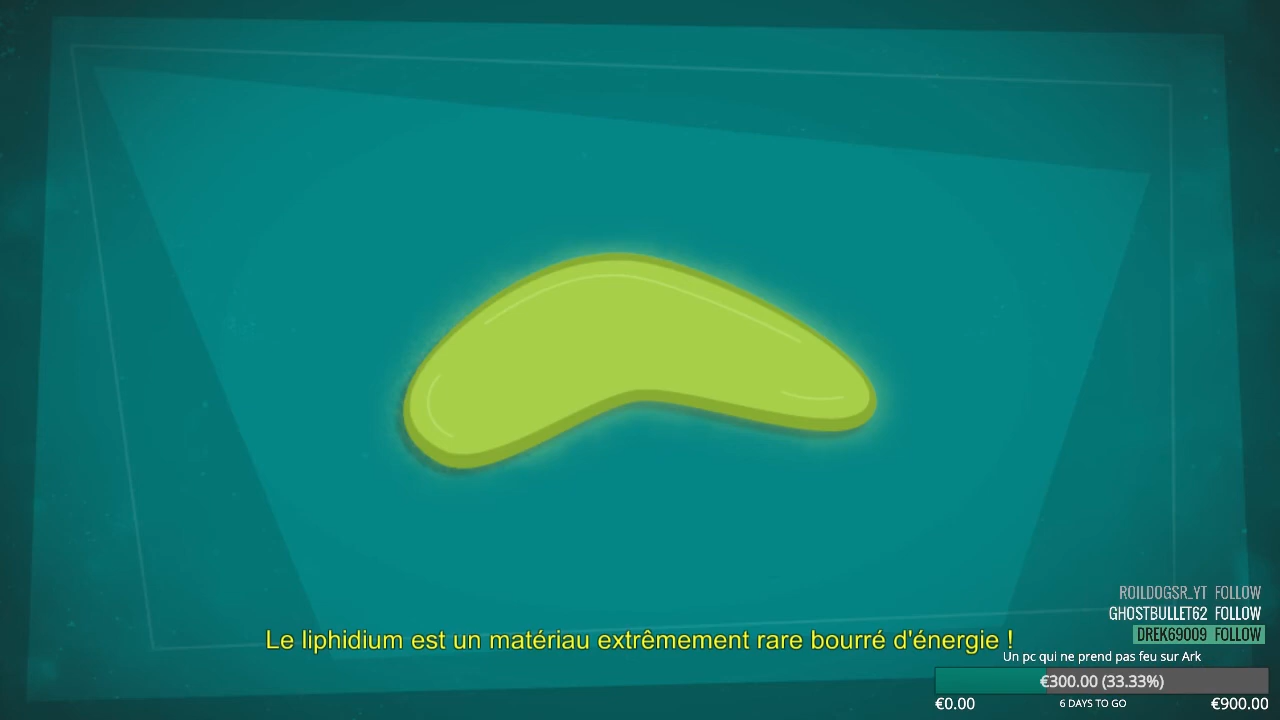 ROILDOGSR_YT FOLLOW
GHOSTBULLET62 FOLLOW
DREK69009 FOLLOW
Le liphidium est un matériau extrêmement rare bourré d'énergie !
Un pc qui ne prend pas feu sur Ark
€300.00 (33.33%)
€0.00 6 DAYS TO GO €900.00